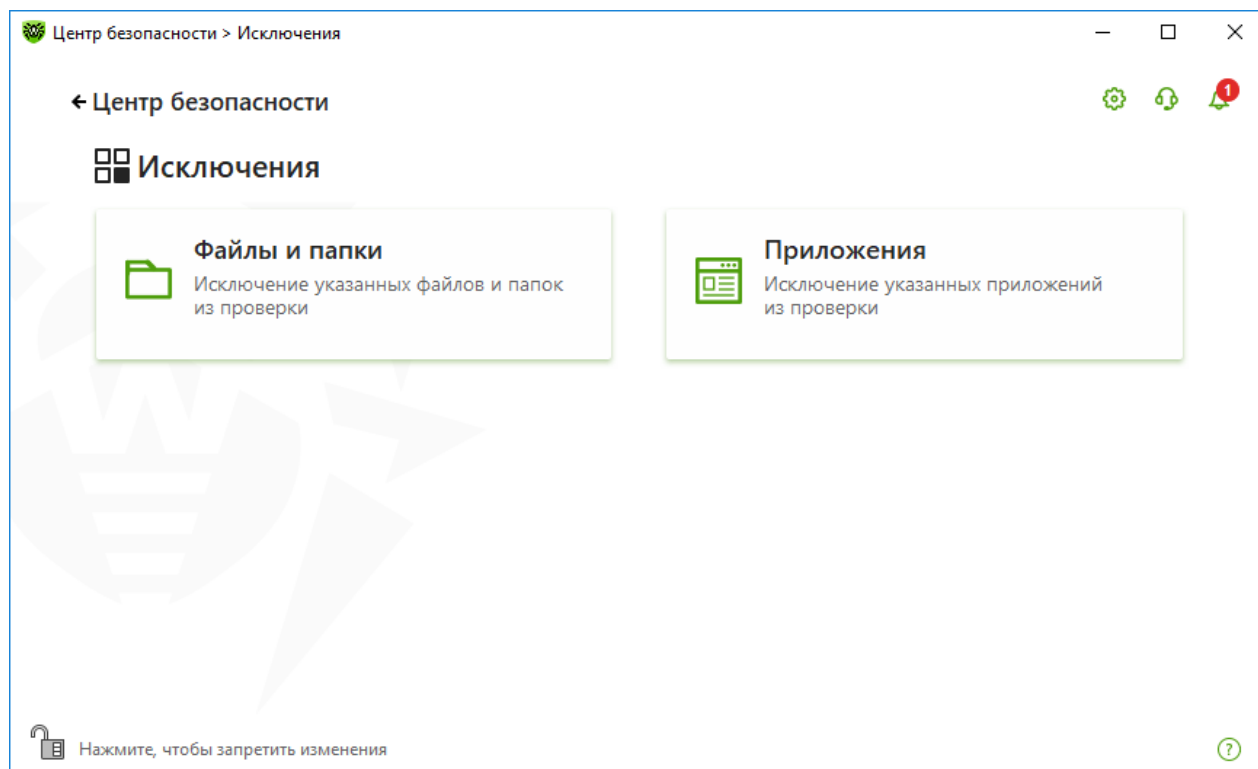 Центр безопасности > Исключения
Центр безопасности
1
Исключения
Файлы и папки
Исключение указанных файлов и папок
из проверки
Приложения
Исключение указанных приложений
из проверки
Нажмите, чтобы запретить изменения
?